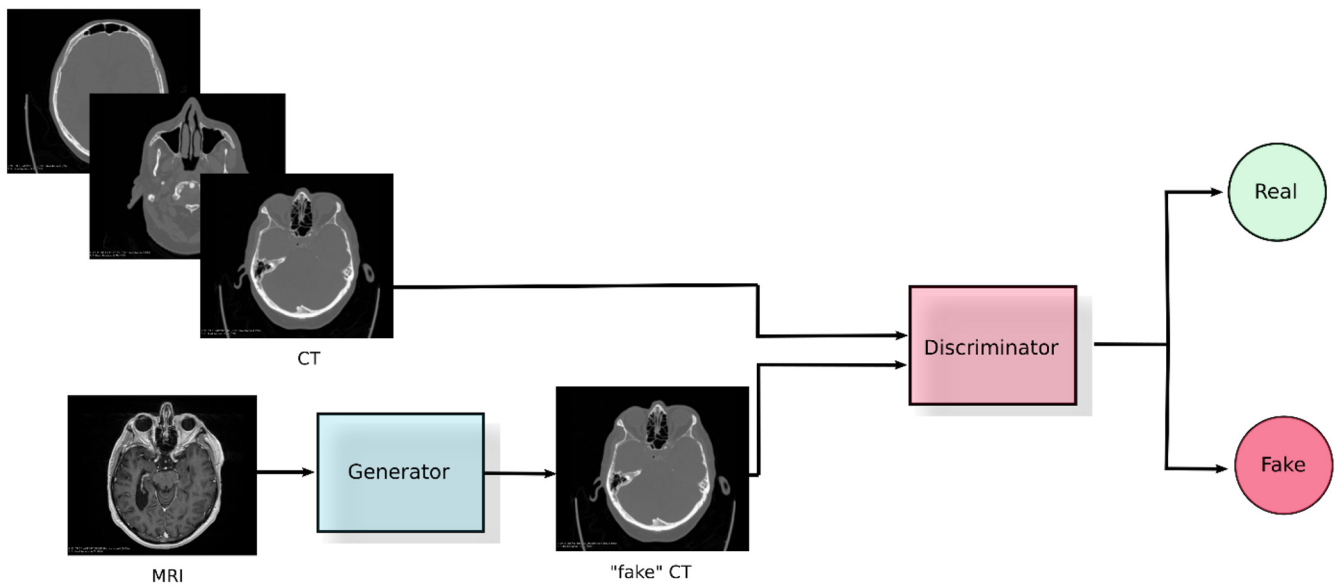 CT
MRI
Generator
"fake" CT
Discriminator
Real
Fake